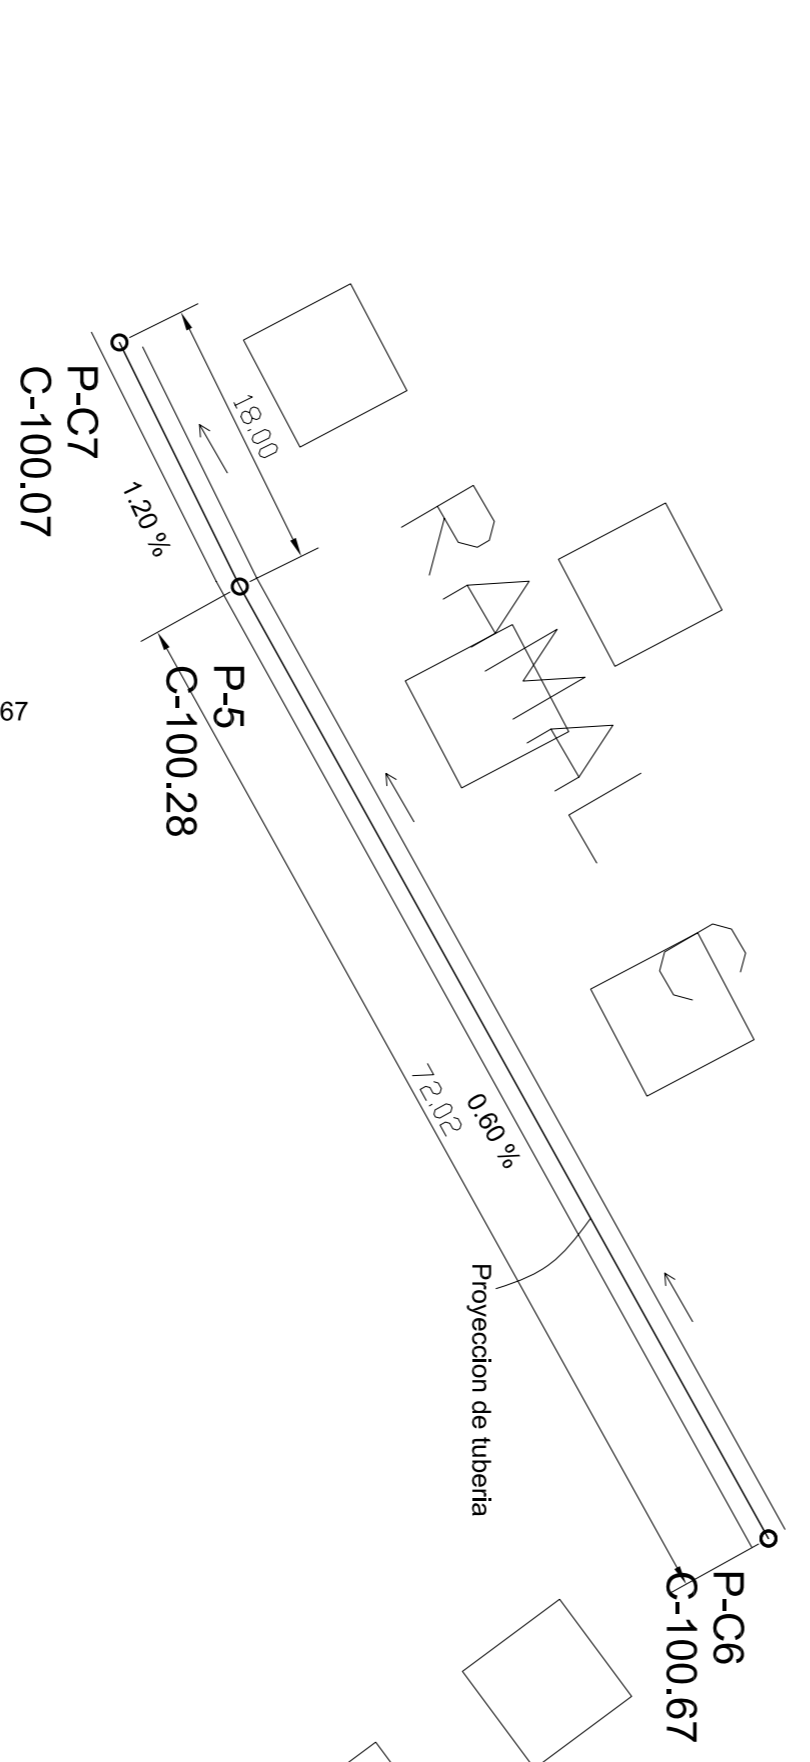 P-C7
C-100.07
18.00
1.20 %
RAMAL C
P-5
C-100.28
67
72.02
0.60 %
Proyeccion de tuberia
P-C6
C-100.67